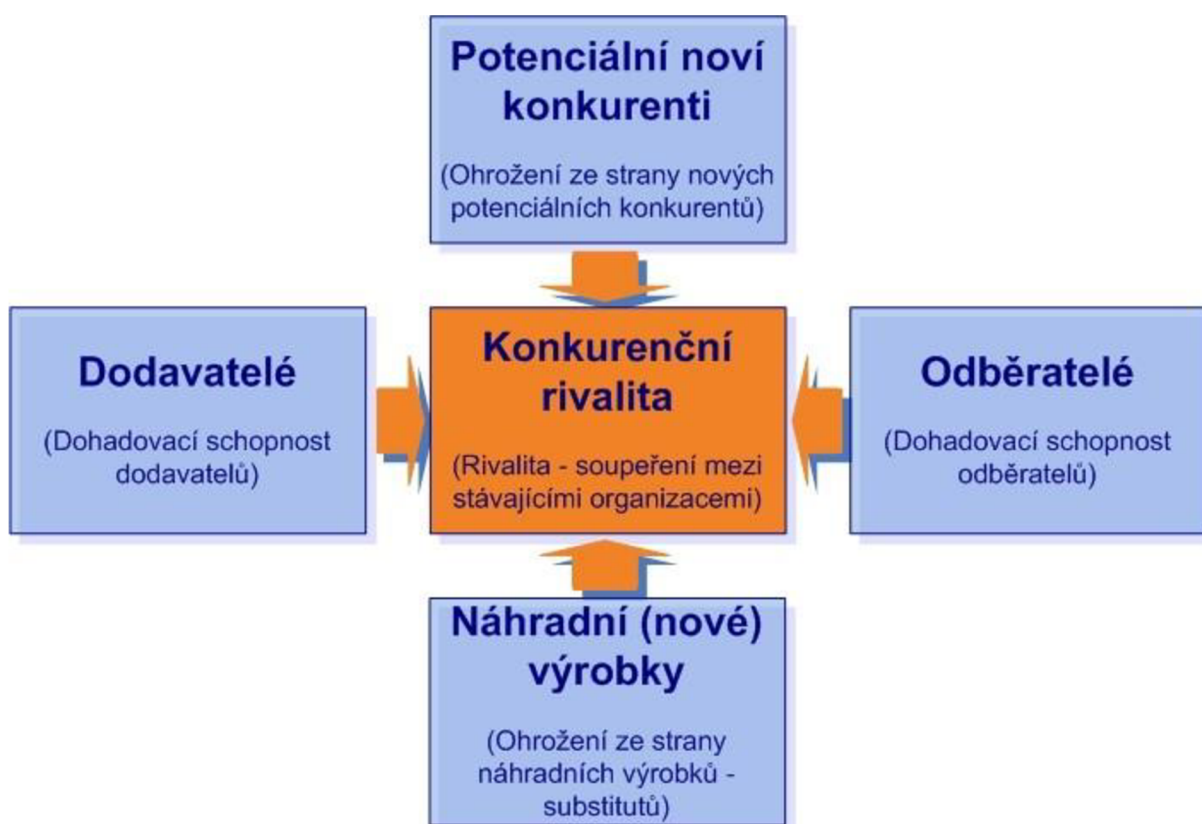 Potenciální noví
konkurenti
(Ohrožení ze strany nových
potenciálních konkurentů)
Dodavatelé
(Dohadovací schopnost
dodavatelů)
Konkurenční
rivalita
(Rivalita - soupeření mezi
stávajícími organizacemi)
Odběratelé
(Dohadovací schopnost
odběratelů)
Náhradní (nové)
výrobky
(Ohrožení ze strany
náhradních výrobků -
substitutů)